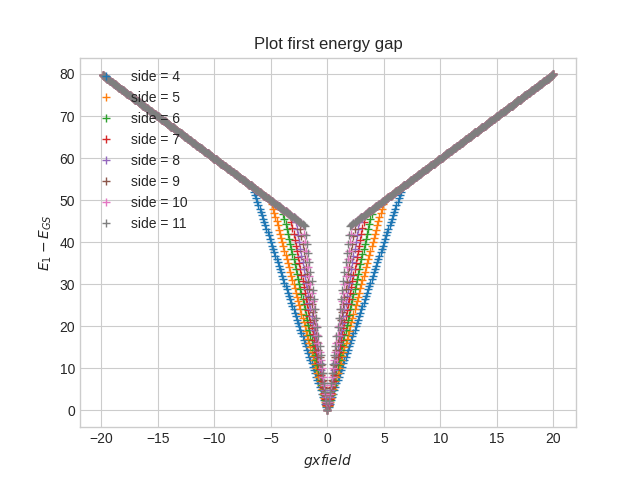 Plot first energy gap
80
70
60
50
40
30
20
10
0
E₁ − E_GS
side = 4
side = 5
side = 6
side = 7
side = 8
side = 9
side = 10
side = 11
−20 −15 −10 −5 0 5 10 15 20
gxfield